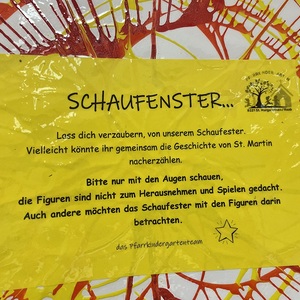 SCHAUFENSTER...
Lass dich verzaubern, von unserem Schaufester.
Vielleicht könnte ihr gemeinsam die Geschichte von St. Martin
nacherzählen.
Bitte nur mit den Augen schauen,
die Figuren sind nicht zum Herausnehmen und Spielen gedacht.
Auch andere möchten das Schaufester mit den Figuren darin
betrachten.
das Pfarrkindergartenteam